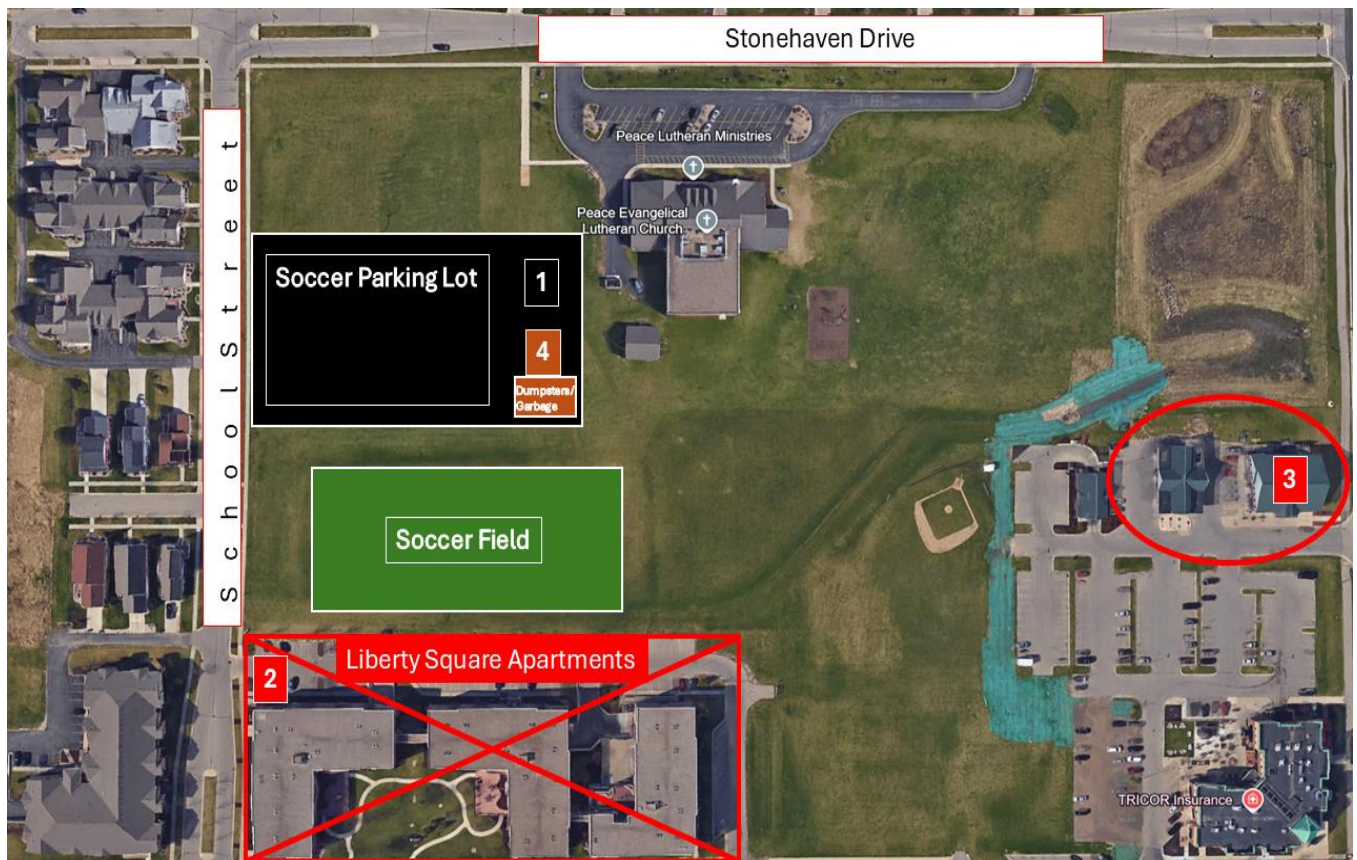 Stonehaven Drive
School Street
Peace Lutheran Ministries
Peace Evangelical
Lutheran Church
Soccer Parking Lot
1
4
Dumpsters/
Garbage
3
Soccer Field
Liberty Square Apartments
2
TRICOR Insurance